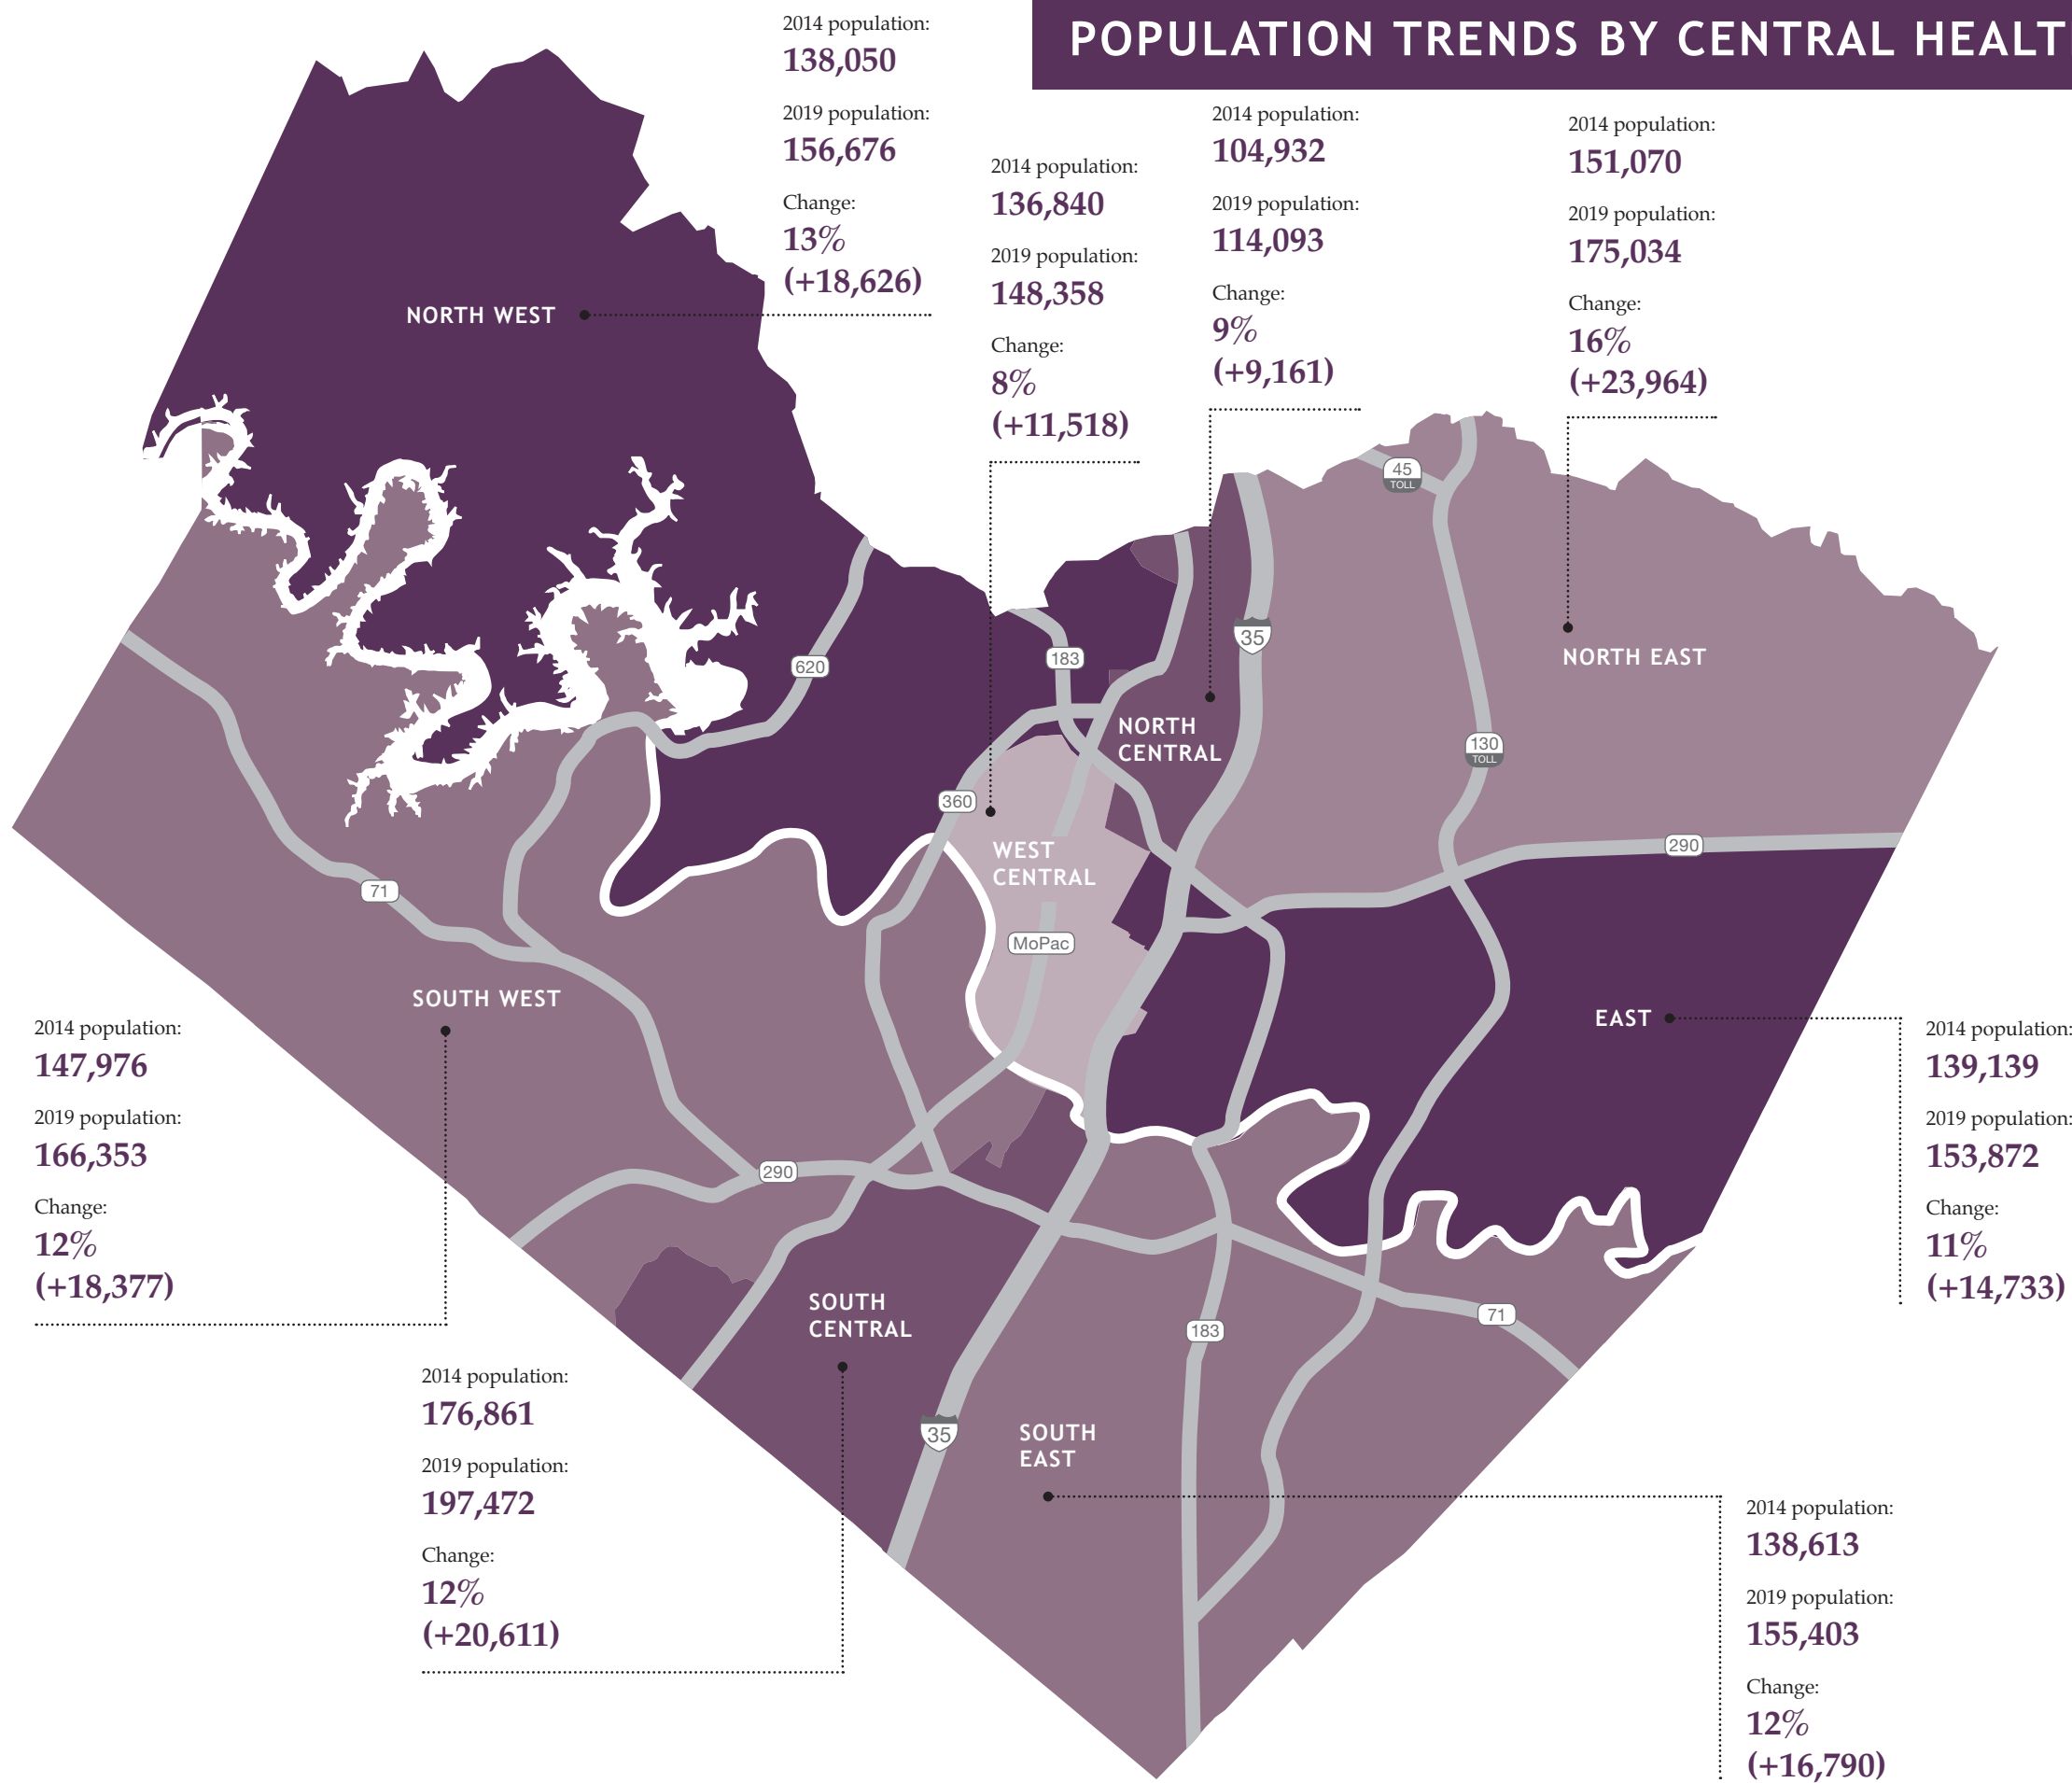 POPULATION TRENDS BY CENTRAL HEALT
2014 population:
138,050
2019 population:
156,676
Change:
13%
(+18,626)
NORTH WEST
2014 population:
136,840
2019 population:
148,358
Change:
8%
(+11,518)
2014 population:
104,932
2019 population:
114,093
Change:
9%
(+9,161)
2014 population:
151,070
2019 population:
175,034
Change:
16%
(+23,964)
45
TOLL
35
183
620
NORTH EAST
NORTH
CENTRAL
130
TOLL
360
WEST
CENTRAL
290
71
MoPac
SOUTH WEST
EAST
2014 population:
147,976
2019 population:
166,353
Change:
12%
(+18,377)
2014 population:
139,139
2019 population:
153,872
Change:
11%
(+14,733)
290
SOUTH
CENTRAL
183
71
2014 population:
176,861
2019 population:
197,472
Change:
12%
(+20,611)
35
SOUTH
EAST
2014 population:
138,613
2019 population:
155,403
Change:
12%
(+16,790)